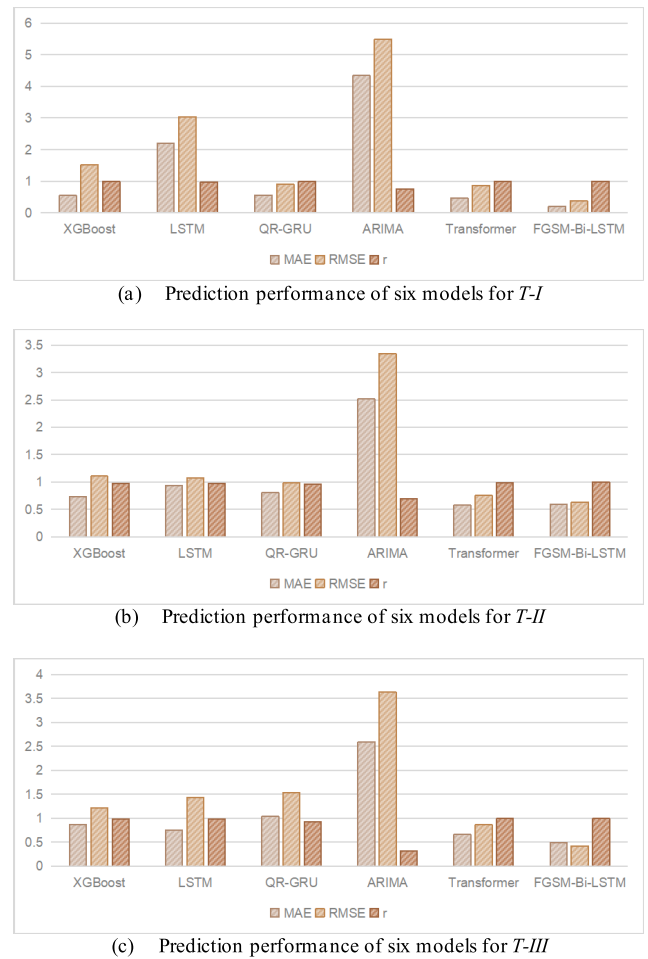 6
5
4
3
2
1
0
XGBoost LSTM QR-GRU ARIMA Transformer FGSM-Bi-LSTM
MAE RMSE r
(a) Prediction performance of six models for T-I
3.5
3
2.5
2
1.5
1
0.5
0
XGBoost LSTM QR-GRU ARIMA Transformer FGSM-Bi-LSTM
MAE RMSE r
(b) Prediction performance of six models for T-II
4
3.5
3
2.5
2
1.5
1
0.5
0
XGBoost LSTM QR-GRU ARIMA Transformer FGSM-Bi-LSTM
MAE RMSE r
(c) Prediction performance of six models for T-III